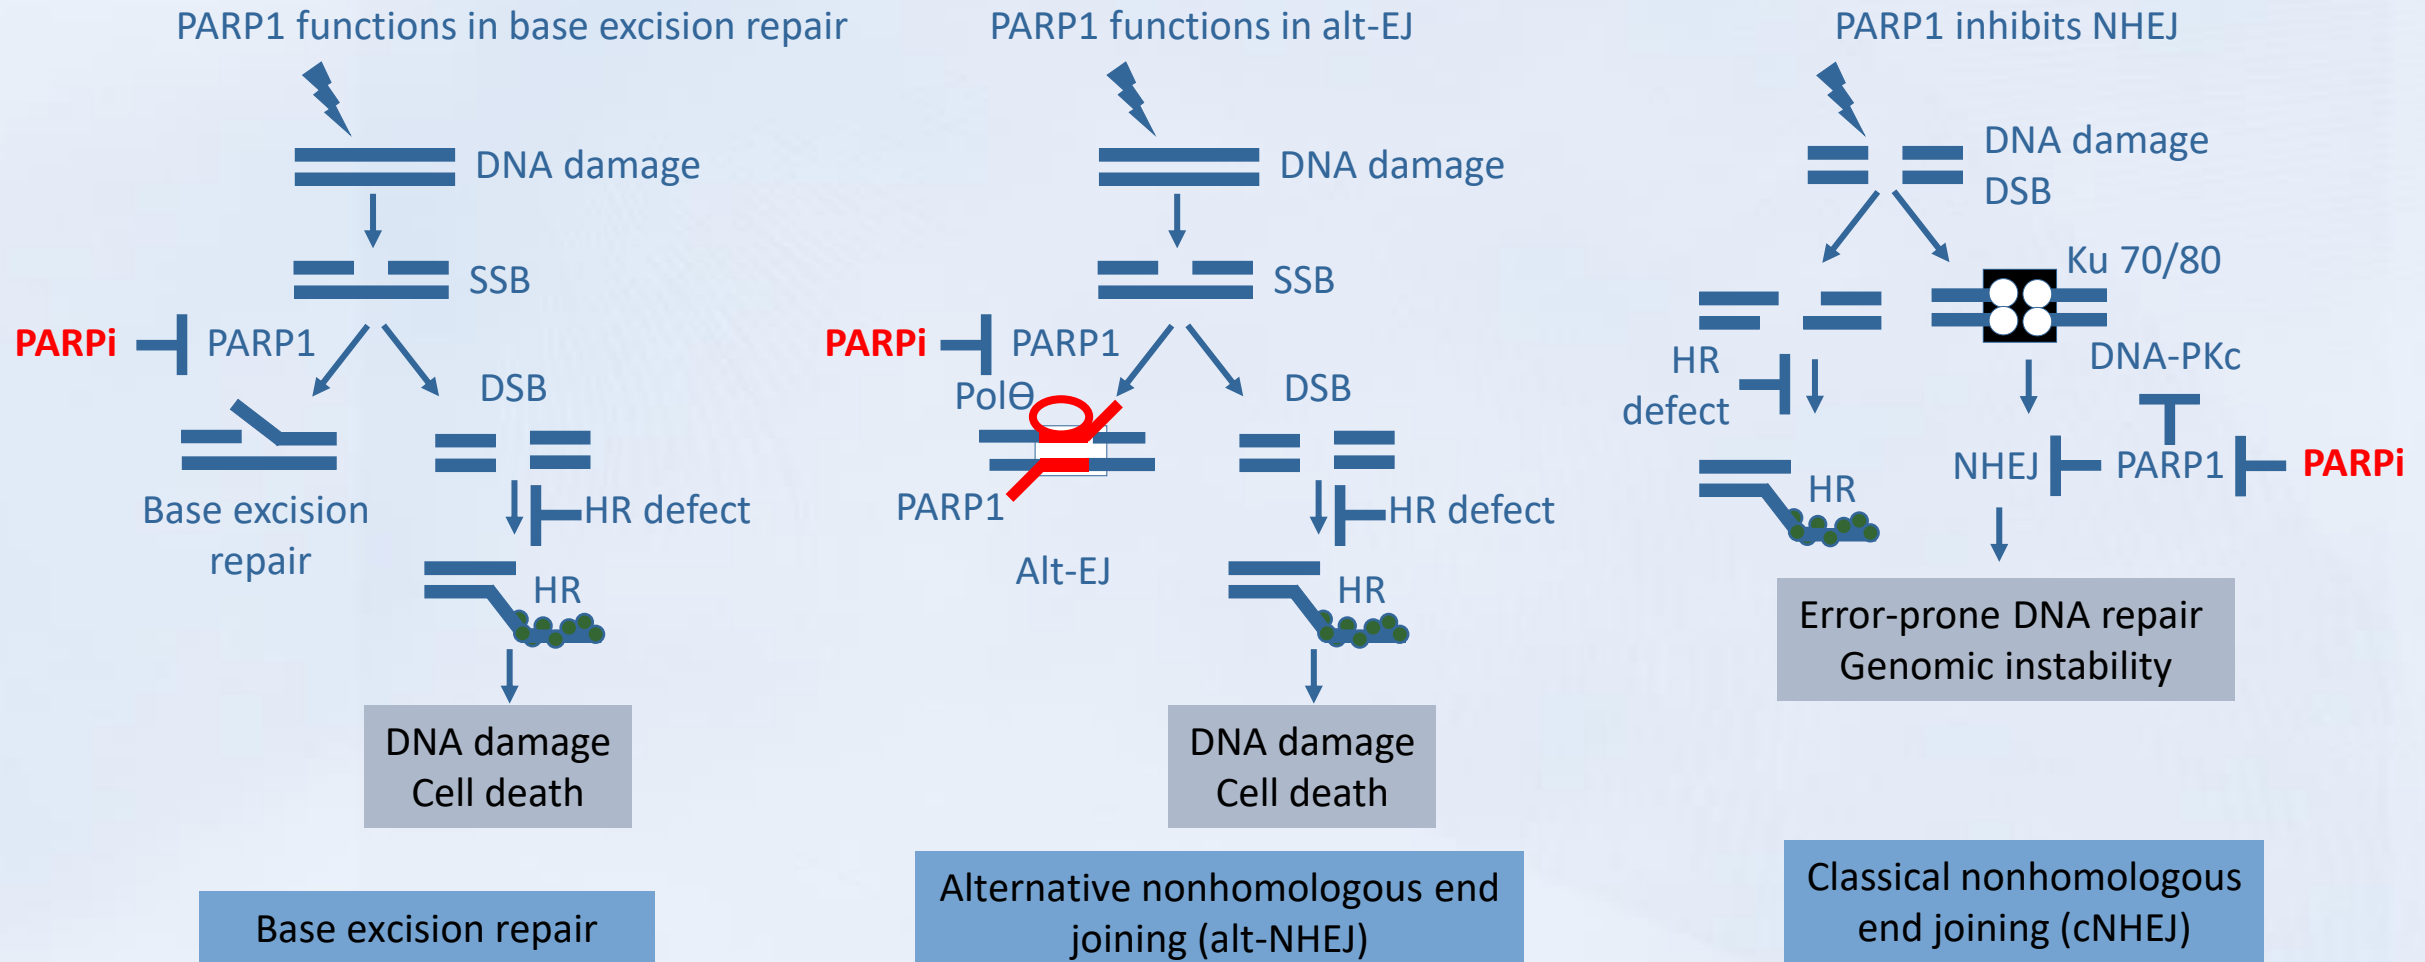 PARP1 functions in base excision repair
DNA damage
SSB
PARPi
PARP1
DSB
Base excision
repair
HR defect
HR
DNA damage
Cell death
Base excision repair
PARP1 functions in alt-EJ
DNA damage
SSB
PARPi
PARP1
PolƟ
DSB
PARP1
HR defect
Alt-EJ
HR
DNA damage
Cell death
Alternative nonhomologous end
joining (alt-NHEJ)
PARP1 inhibits NHEJ
DNA damage
DSB
Ku 70/80
HR
defect
DNA-PKc
NHEJ
PARP1
PARPi
HR
Error-prone DNA repair
Genomic instability
Classical nonhomologous
end joining (cNHEJ)